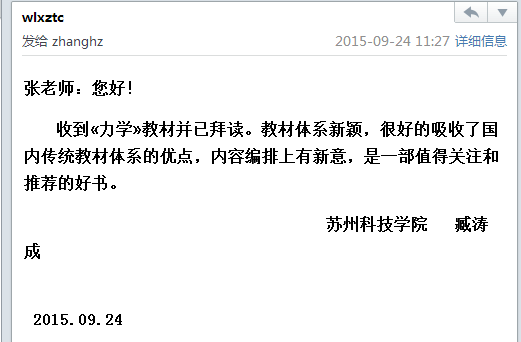 wlxztc
发给 zhanghz 2015-09-24 11:27 详细信息
张老师：您好！
收到«力学»教材并已拜读。教材体系新颖，很好的吸收了国
内传统教材体系的优点，内容编排上有新意，是一部值得关注和
推荐的好书。
苏州科技学院 臧涛
成
2015.09.24